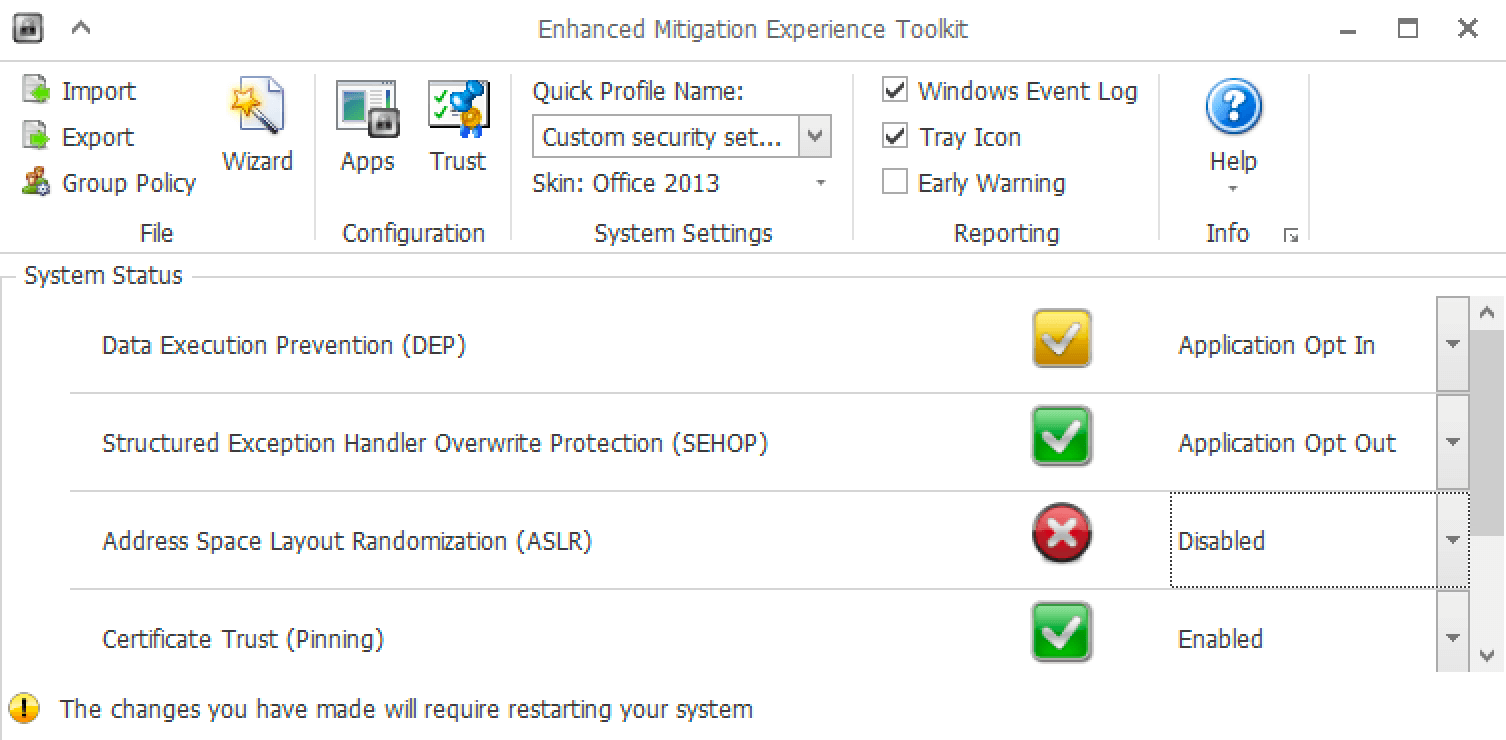 Enhanced Mitigation Experience Toolkit
Import
Export
Group Policy
Wizard
File
Apps
Trust
Configuration
Quick Profile Name:
Custom security set...
Skin: Office 2013
System Settings
Windows Event Log
Tray Icon
Early Warning
Reporting
Help
Info
System Status
Data Execution Prevention (DEP) Application Opt In
Structured Exception Handler Overwrite Protection (SEHOP) Application Opt Out
Address Space Layout Randomization (ASLR) Disabled
Certificate Trust (Pinning) Enabled
The changes you have made will require restarting your system